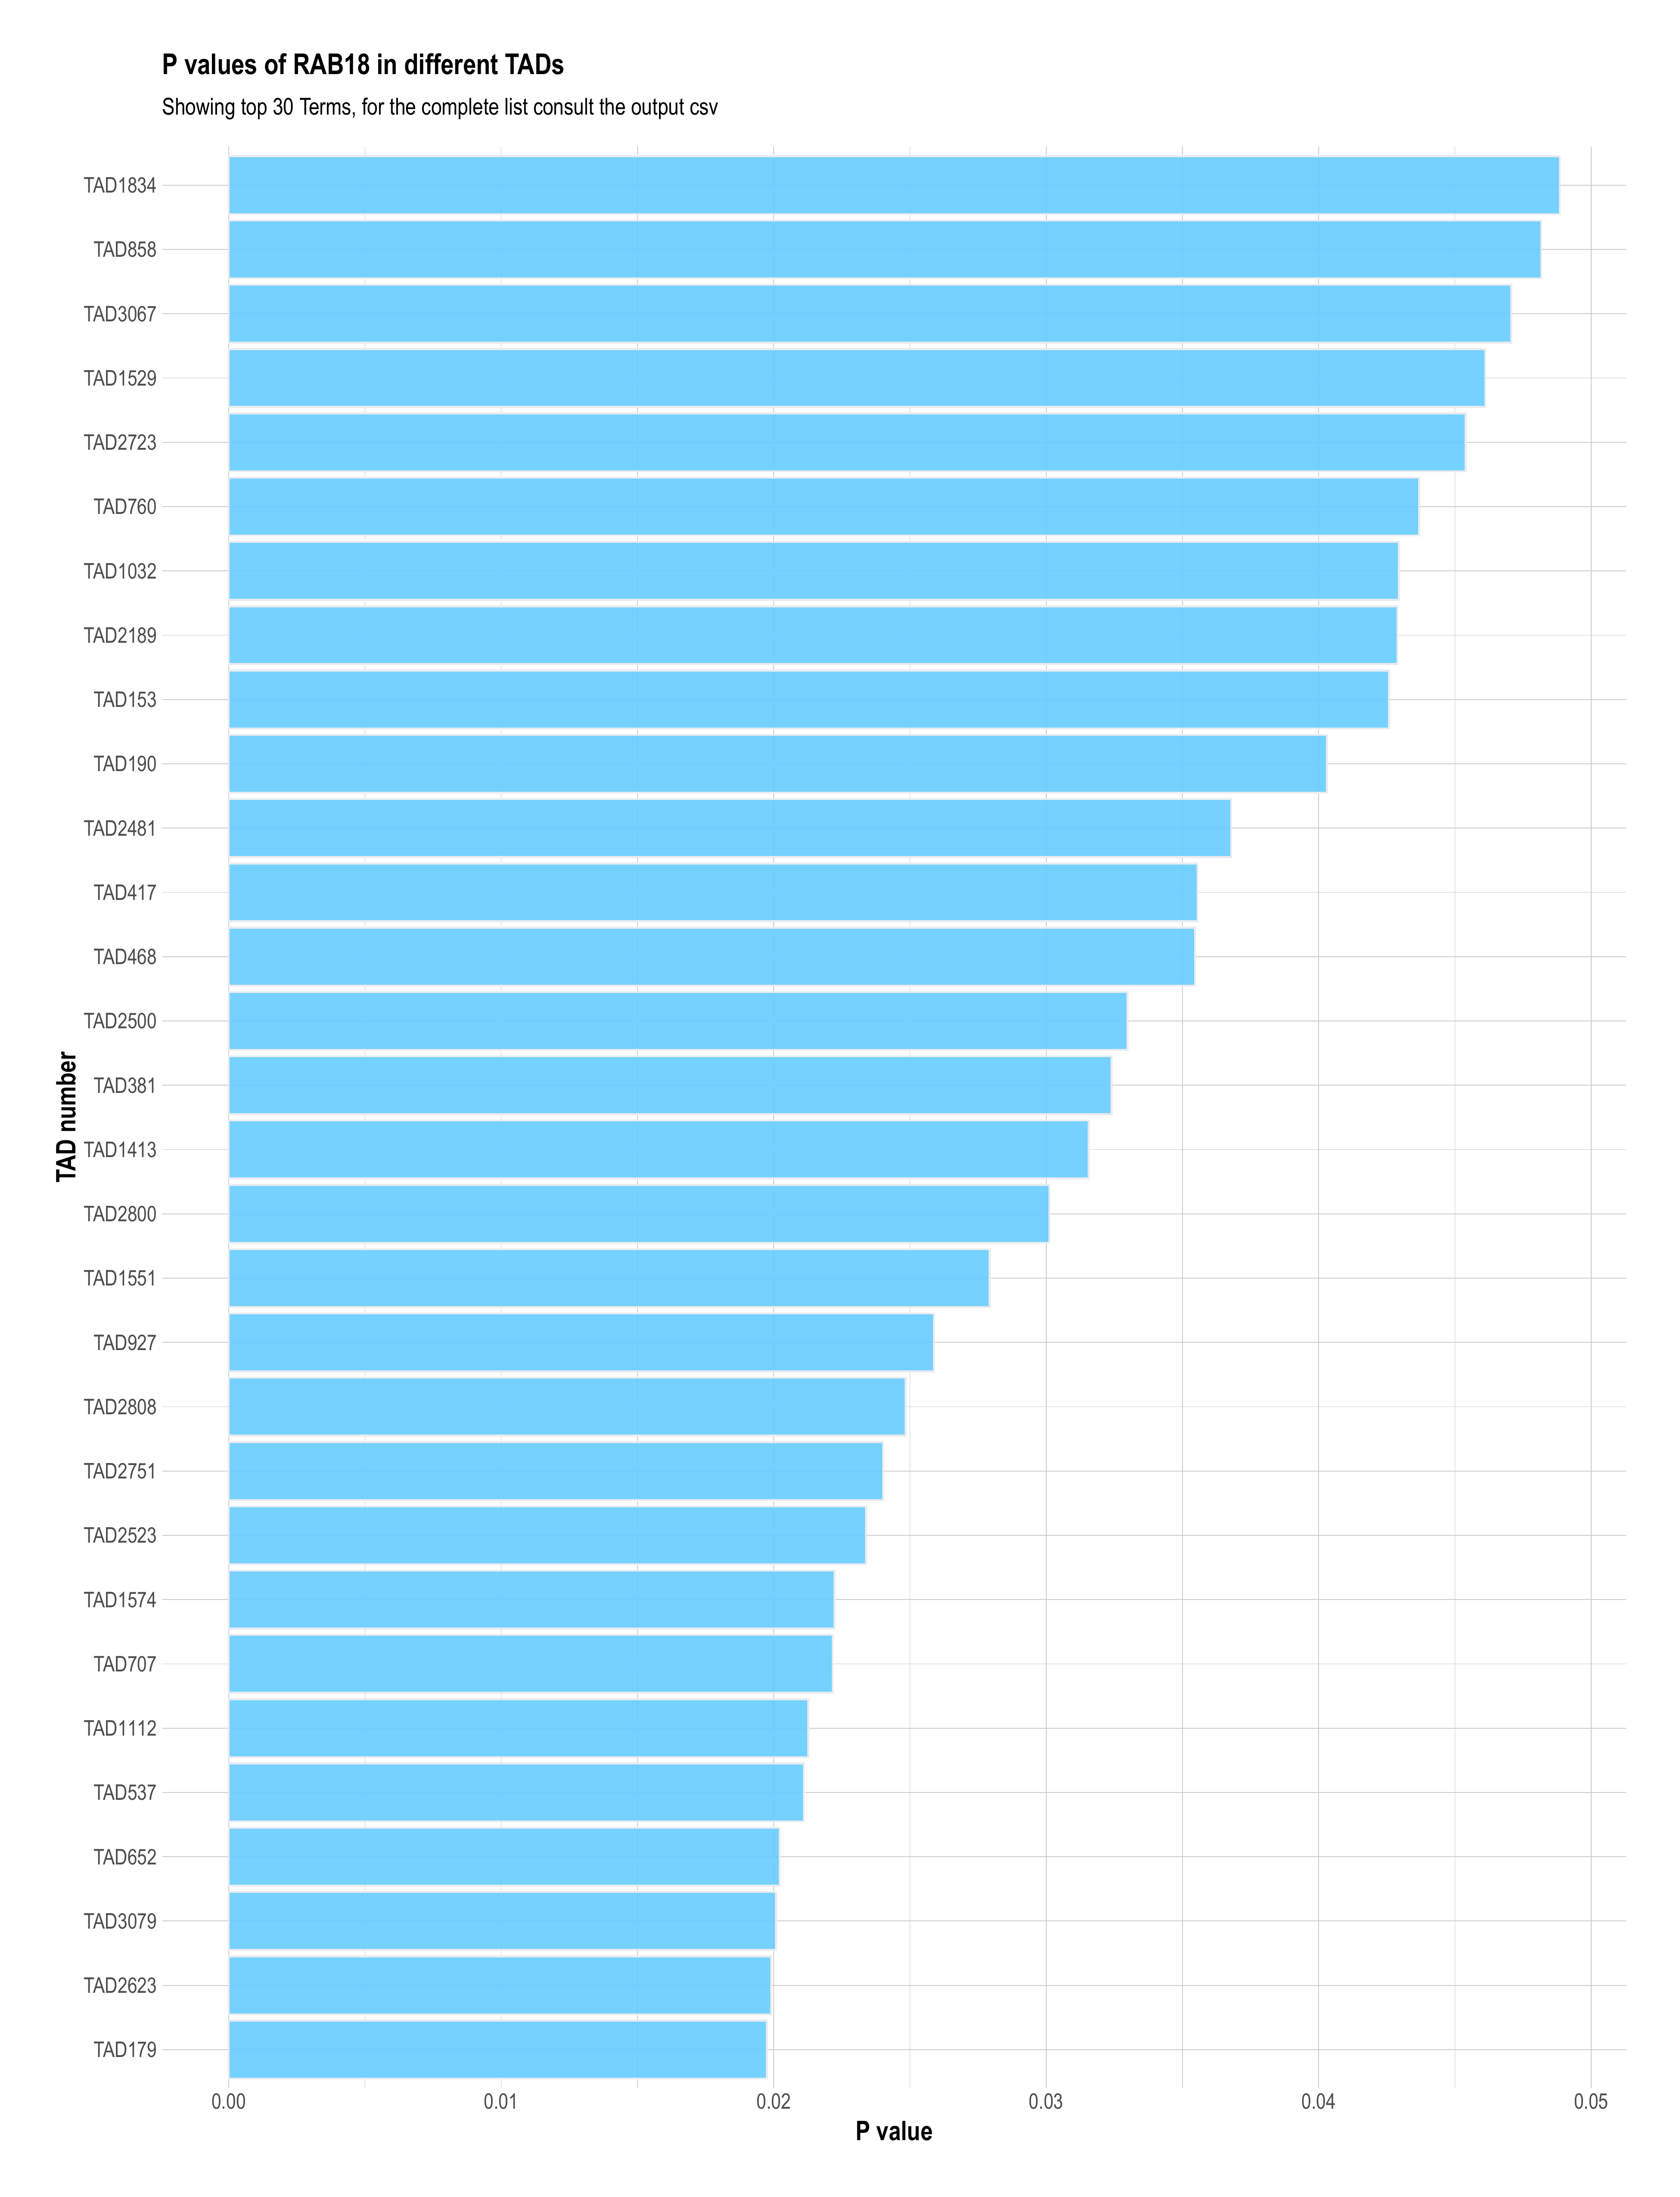 P values of RAB18 in different TADs
Showing top 30 Terms, for the complete list consult the output csv
TAD1834
TAD858
TAD3067
TAD1529
TAD2723
TAD760
TAD1032
TAD2189
TAD153
TAD190
TAD2481
TAD417
TAD468
TAD2500
TAD381
TAD1413
TAD2800
TAD1551
TAD927
TAD2808
TAD2751
TAD2523
TAD1574
TAD707
TAD1112
TAD537
TAD652
TAD3079
TAD2623
TAD179
TAD number
0.00 0.01 0.02 0.03 0.04 0.05
P value